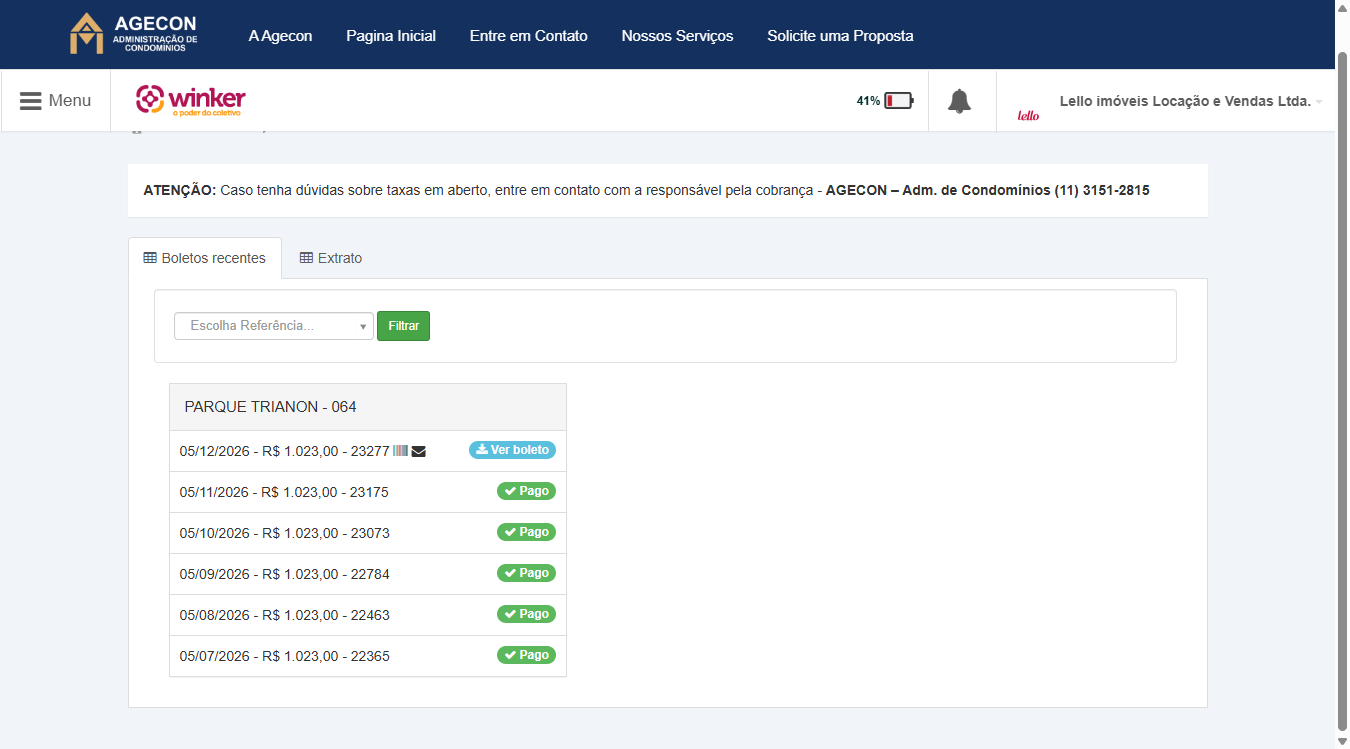 AGECON
ADMINISTRAÇÃO DE
CONDOMÍNIOS
A Agecon
Pagina Inicial
Entre em Contato
Nossos Serviços
Solicite uma Proposta
Menu
winker
o poder do coletivo
41%
lello
Lello imóveis Locação e Vendas Ltda.
ATENÇÃO: Caso tenha dúvidas sobre taxas em aberto, entre em contato com a responsável pela cobrança - AGECON – Adm. de Condomínios (11) 3151-2815
Boletos recentes
Extrato
Escolha Referência...
Filtrar
PARQUE TRIANON - 064
05/12/2026 - R$ 1.023,00 - 23277
Ver boleto
05/11/2026 - R$ 1.023,00 - 23175
Pago
05/10/2026 - R$ 1.023,00 - 23073
Pago
05/09/2026 - R$ 1.023,00 - 22784
Pago
05/08/2026 - R$ 1.023,00 - 22463
Pago
05/07/2026 - R$ 1.023,00 - 22365
Pago